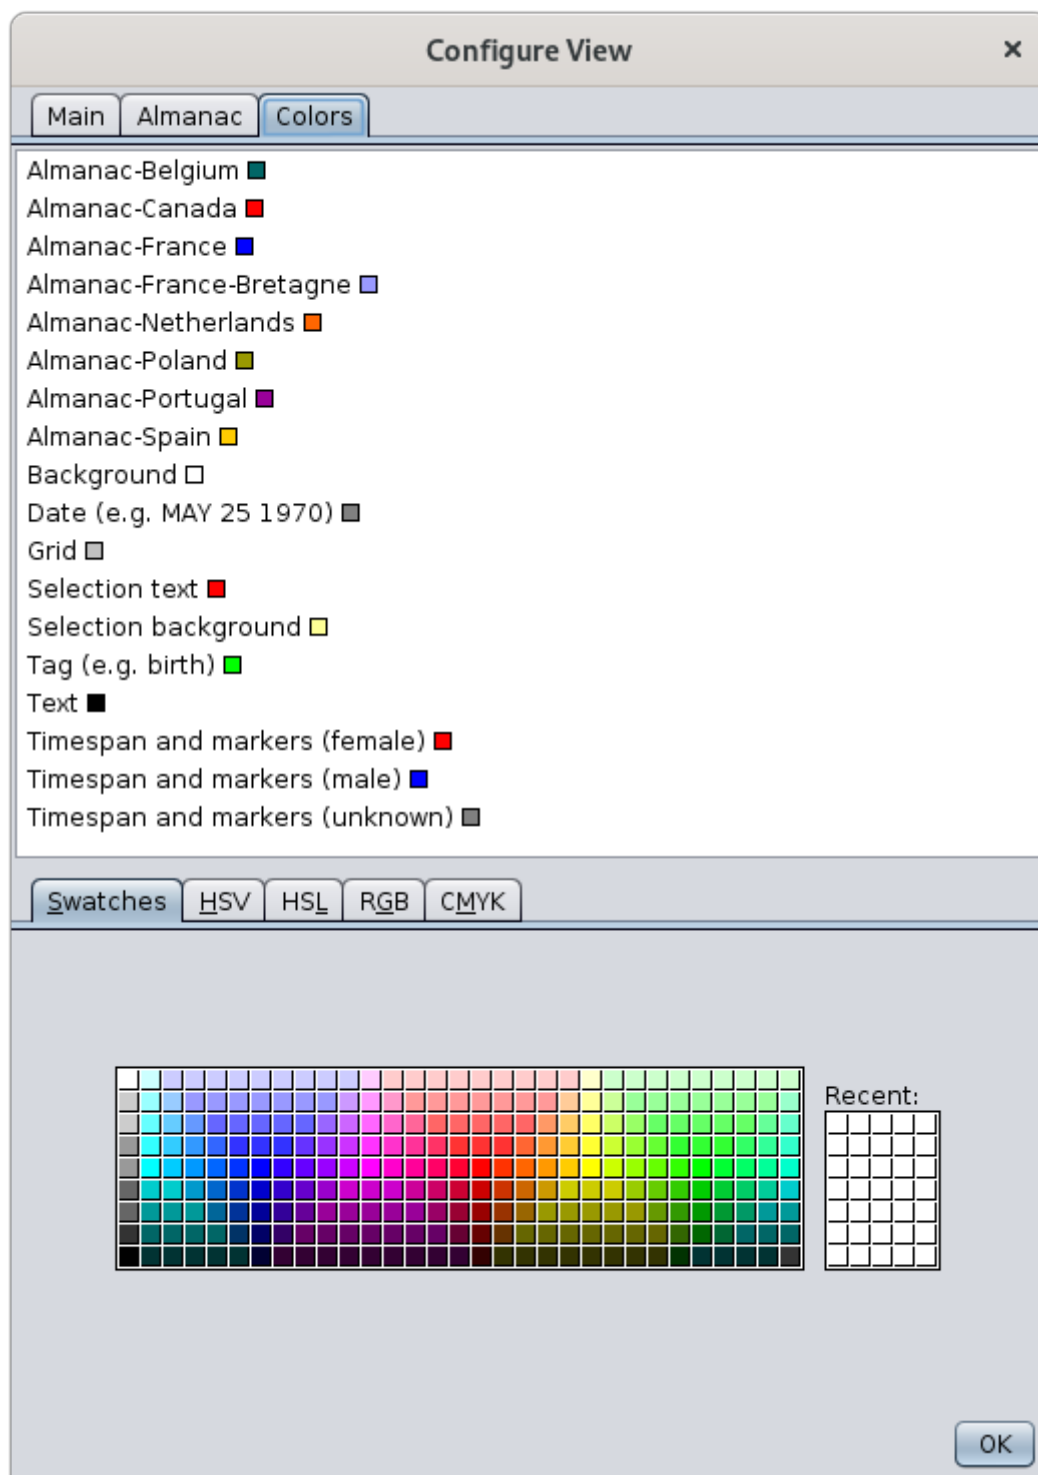 Configure View
Main Almanac Colors
Almanac-Belgium
Almanac-Canada
Almanac-France
Almanac-France-Bretagne
Almanac-Netherlands
Almanac-Poland
Almanac-Portugal
Almanac-Spain
Background
Date (e.g. MAY 25 1970)
Grid
Selection text
Selection background
Tag (e.g. birth)
Text
Timespan and markers (female)
Timespan and markers (male)
Timespan and markers (unknown)
Swatches HSV HSL RGB CMYK
Recent:
OK